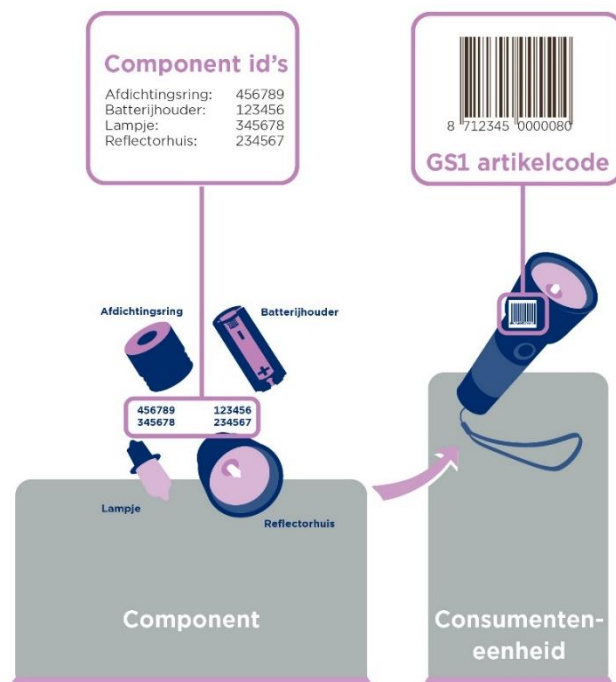 Component id's
Afdichtingsring: 456789
Batterijhouder: 123456
Lampje: 345678
Reflectorhuis: 234567
8 712345 0000080
GS1 artikelcode
Afdichtingsring
Batterijhouder
456789 123456
345678 234567
Lampje
Reflectorhuis
Component
Consumenten-
eenheid